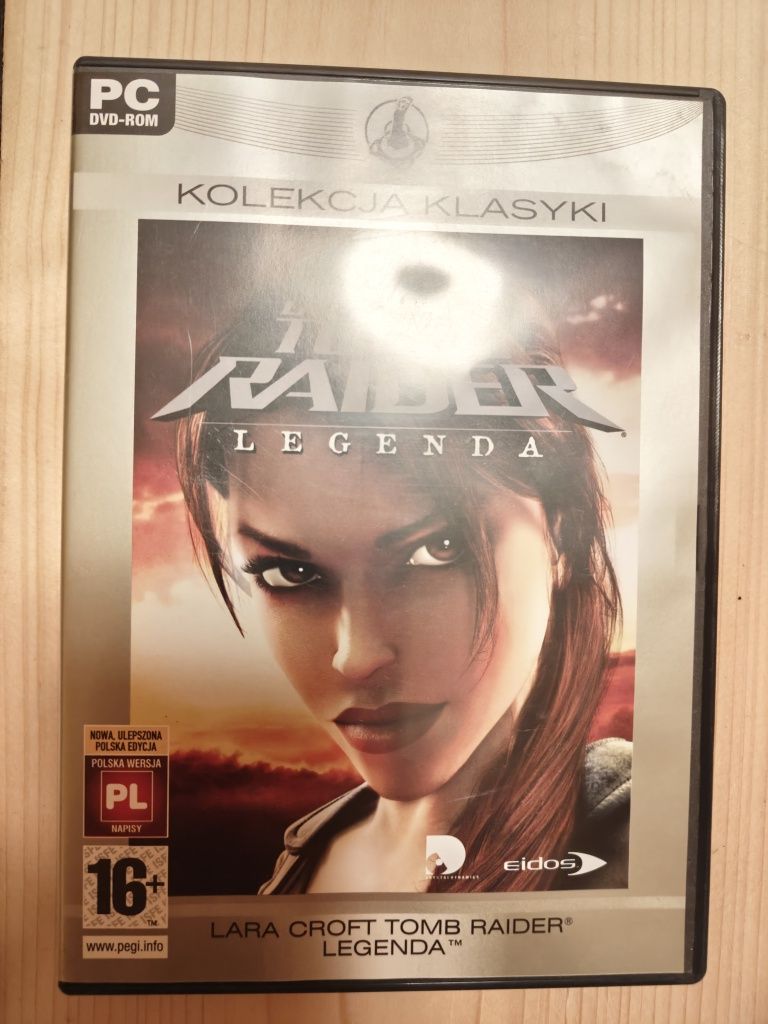 PC
DVD-ROM
KOLEKCJA KLASYKI
RAIDER
LEGENDA
NOWA, ULEPSZONA
POLSKA EDYCJA
POLSKA WERSJA
PL
NAPISY
16+
™
www.pegi.info
eidos
LARA CROFT TOMB RAIDER®
LEGENDA™